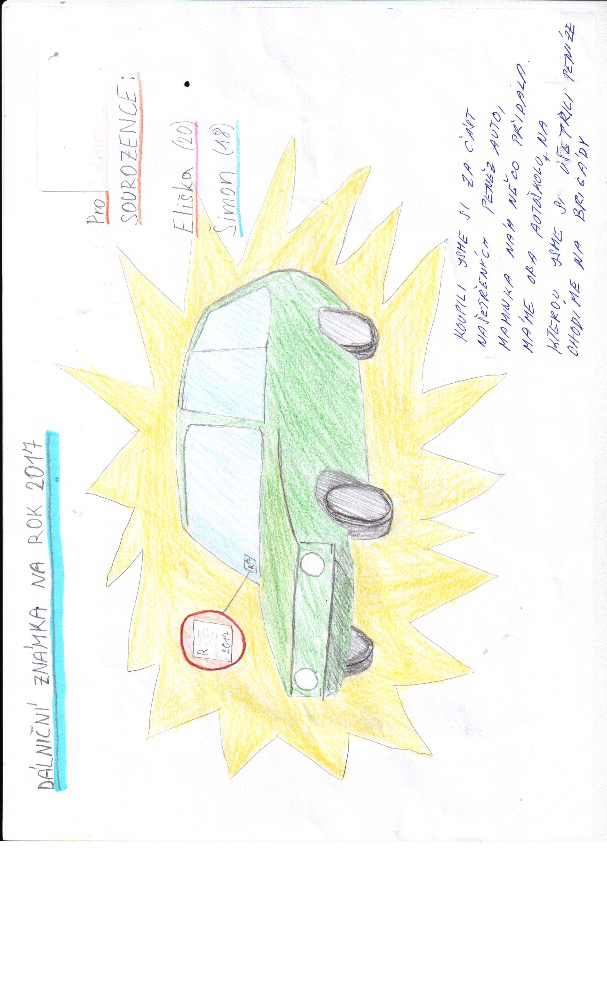 DÁLNIČNÍ ZNÁMKA NA ROK 2017
Pro
SOUROZENCE:
Eliška (20)
Šimon (18)
R
2017
KOUPILI JSME SI ZA ČÁST
NAŠETŘENÝCH PENĚZ AUTO,
MAMINKA NÁM NĚCO PŘIDALA.
MÁME OBA AUTOŠKOLU, NA
KTEROU JSME SI UŠETŘILI PENÍZE
CHODÍME NA BRIGÁDY